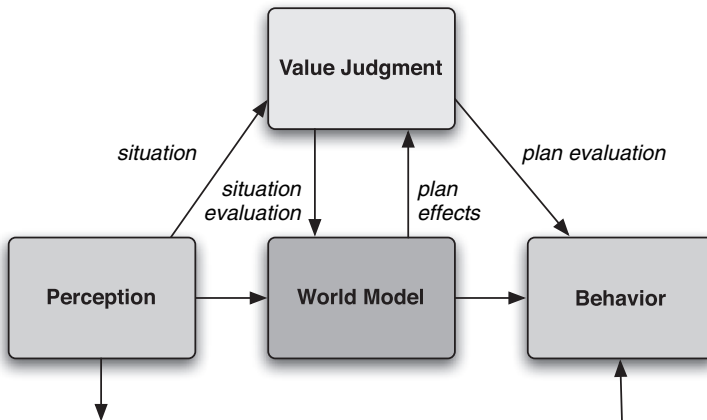 Value Judgment
situation
plan evaluation
situation
evaluation
plan
effects
Perception
World Model
Behavior